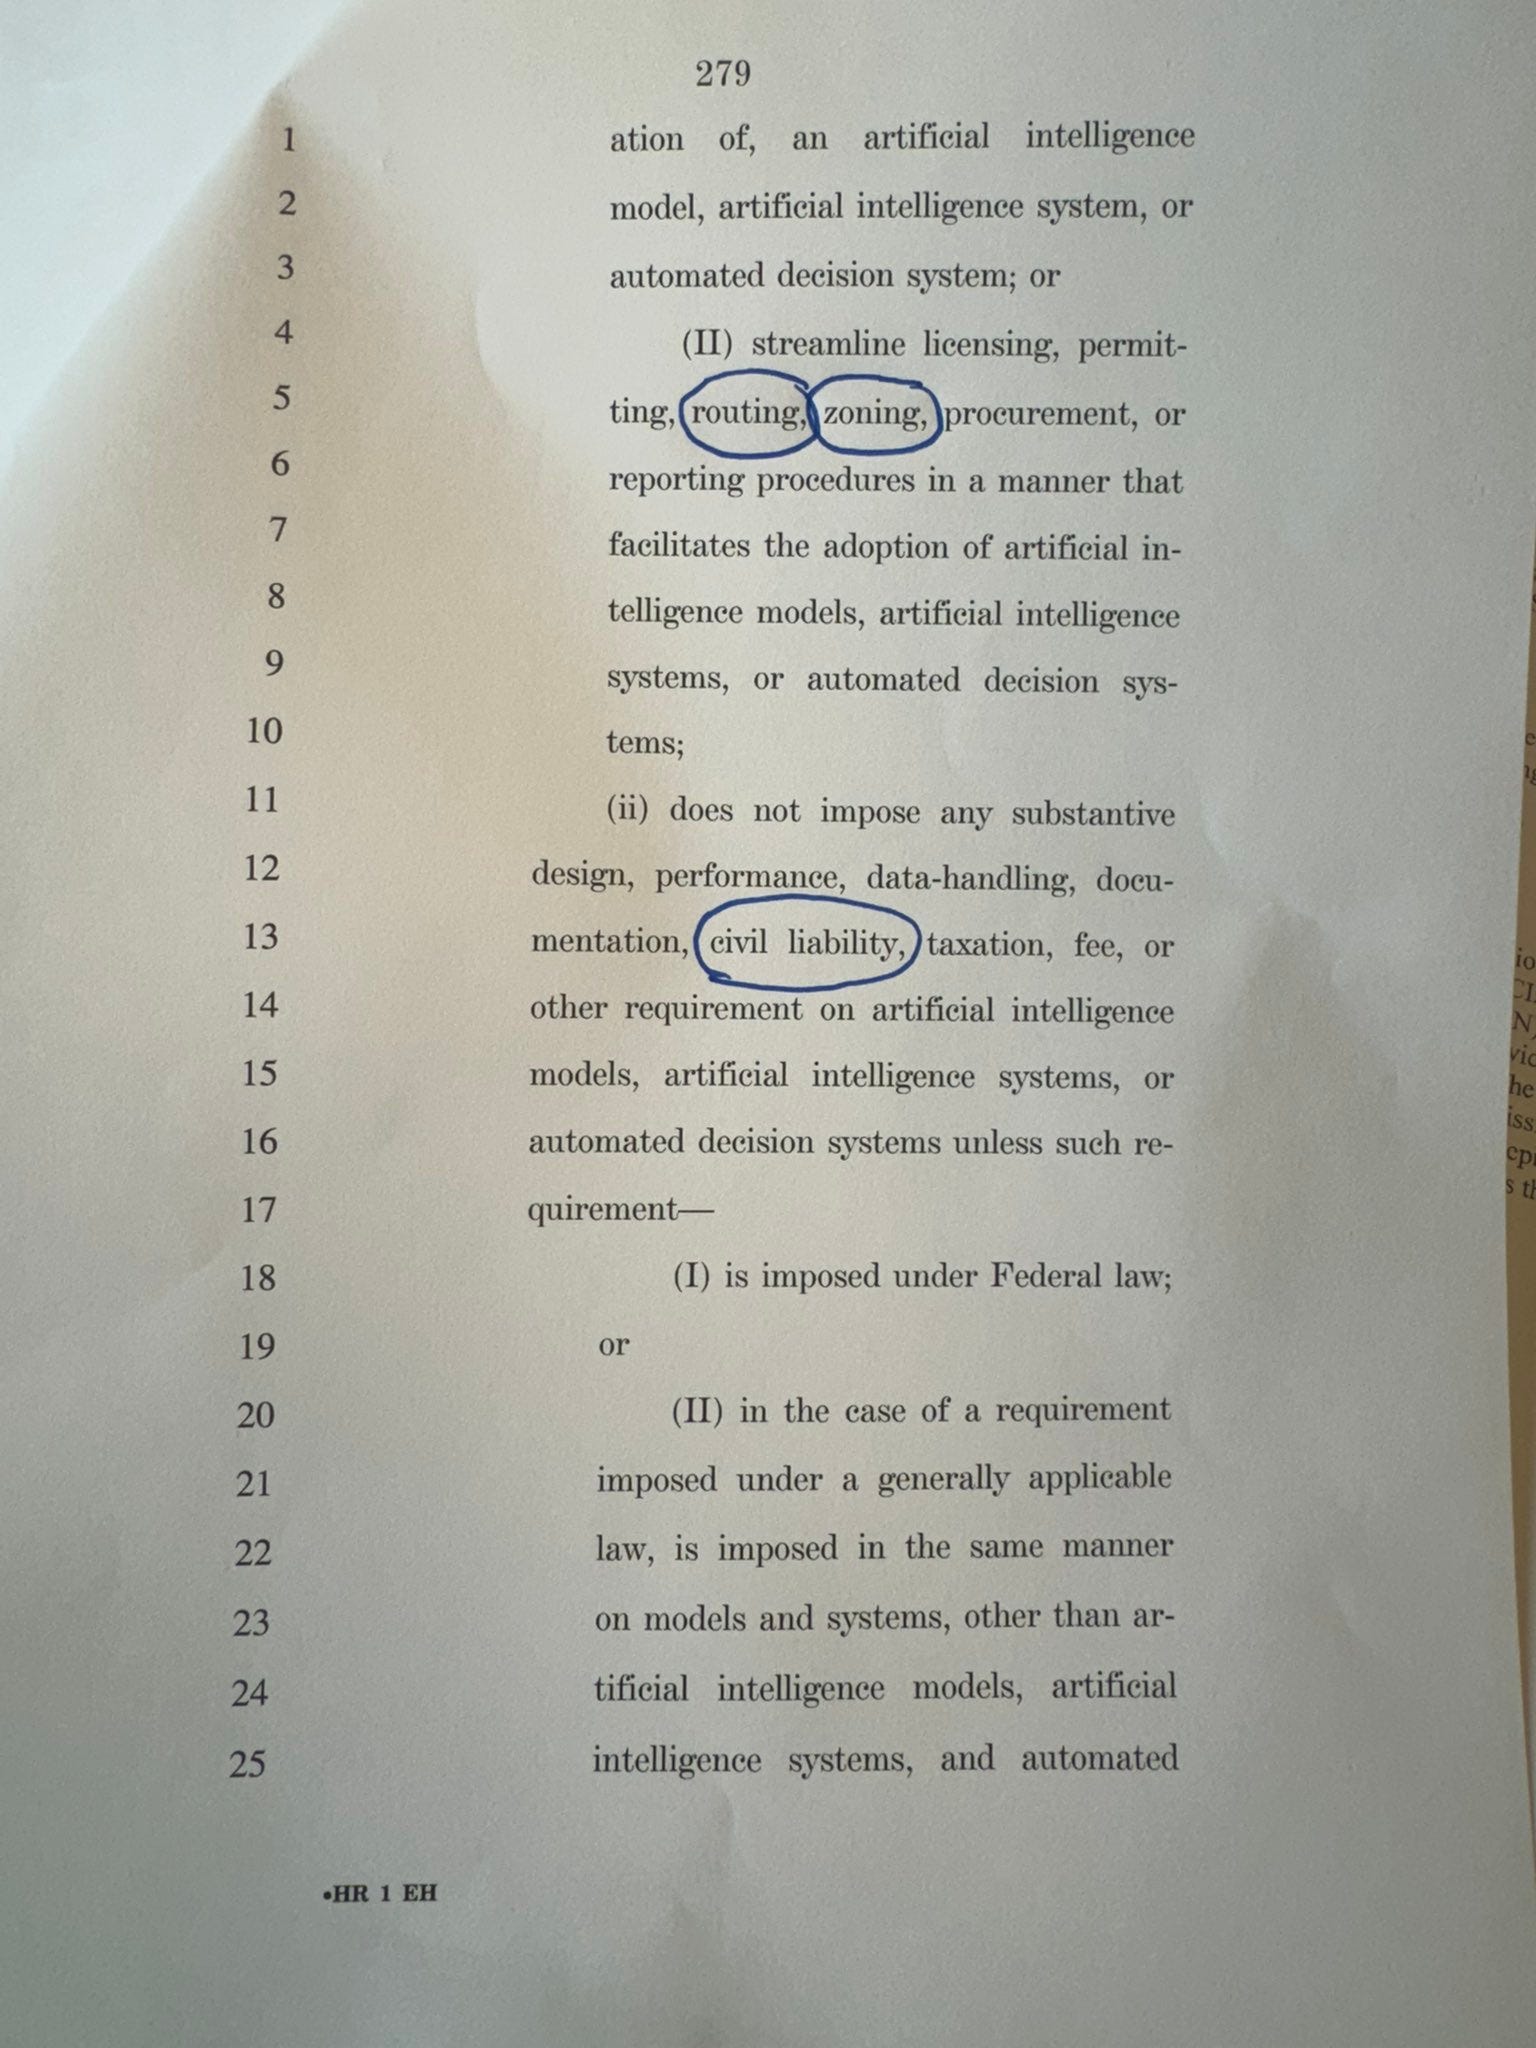 279
1 ation of, an artificial intelligence
2 model, artificial intelligence system, or
3 automated decision system; or
4 (II) streamline licensing, permit-
5 ting, routing, zoning, procurement, or
6 reporting procedures in a manner that
7 facilitates the adoption of artificial in-
8 telligence models, artificial intelligence
9 systems, or automated decision sys-
10 tems;
11 (ii) does not impose any substantive
12 design, performance, data-handling, docu-
13 mentation, civil liability, taxation, fee, or
14 other requirement on artificial intelligence
15 models, artificial intelligence systems, or
16 automated decision systems unless such re-
17 quirement—
18 (I) is imposed under Federal law;
19 or
20 (II) in the case of a requirement
21 imposed under a generally applicable
22 law, is imposed in the same manner
23 on models and systems, other than ar-
24 tificial intelligence models, artificial
25 intelligence systems, and automated
•HR 1 EH